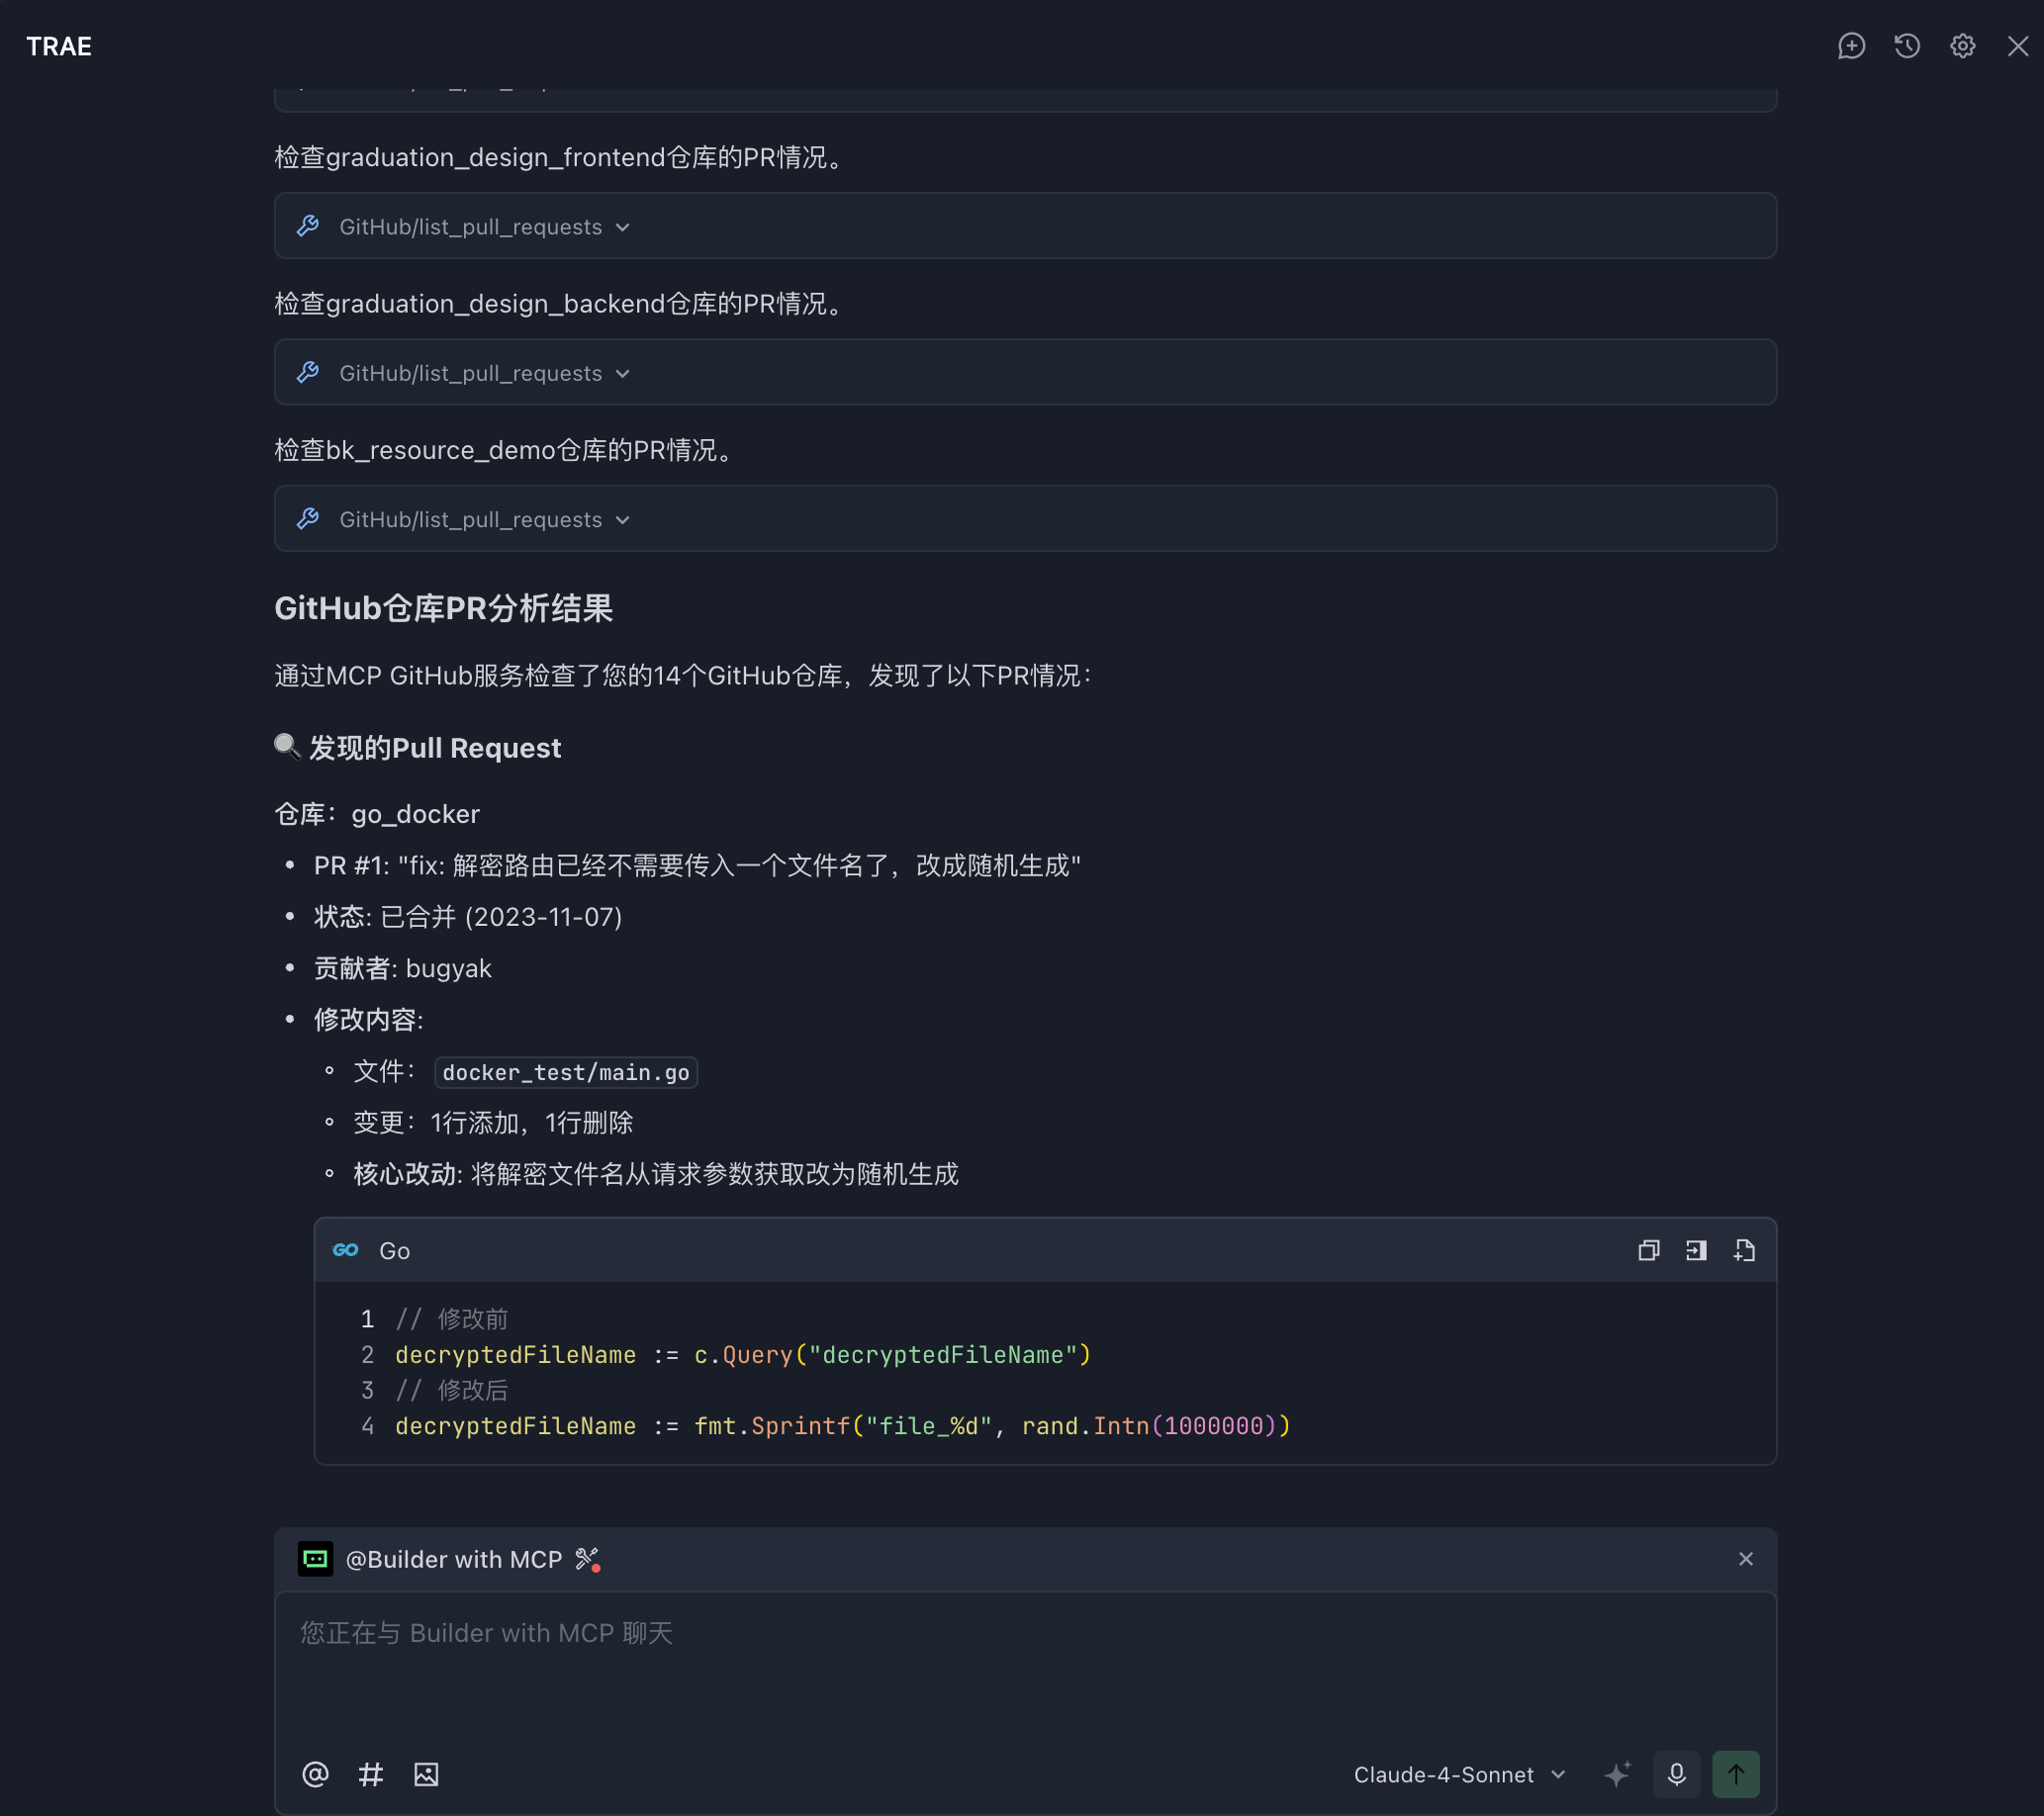 TRAE
检查graduation_design_frontend仓库的PR情况。
GitHub/list_pull_requests
检查graduation_design_backend仓库的PR情况。
GitHub/list_pull_requests
检查bk_resource_demo仓库的PR情况。
GitHub/list_pull_requests
GitHub仓库PR分析结果
通过MCP GitHub服务检查了您的14个GitHub仓库，发现了以下PR情况：
🔍 发现的Pull Request
仓库：go_docker
• PR #1: "fix: 解密路由已经不需要传入一个文件名了，改成随机生成"
• 状态: 已合并 (2023-11-07)
• 贡献者: bugyak
• 修改内容:
◦ 文件： docker_test/main.go
◦ 变更：1行添加，1行删除
◦ 核心改动: 将解密文件名从请求参数获取改为随机生成
GO Go
1 // 修改前
2 decryptedFileName := c.Query("decryptedFileName")
3 // 修改后
4 decryptedFileName := fmt.Sprintf("file_%d", rand.Intn(1000000))
@Builder with MCP
您正在与 Builder with MCP 聊天
Claude-4-Sonnet